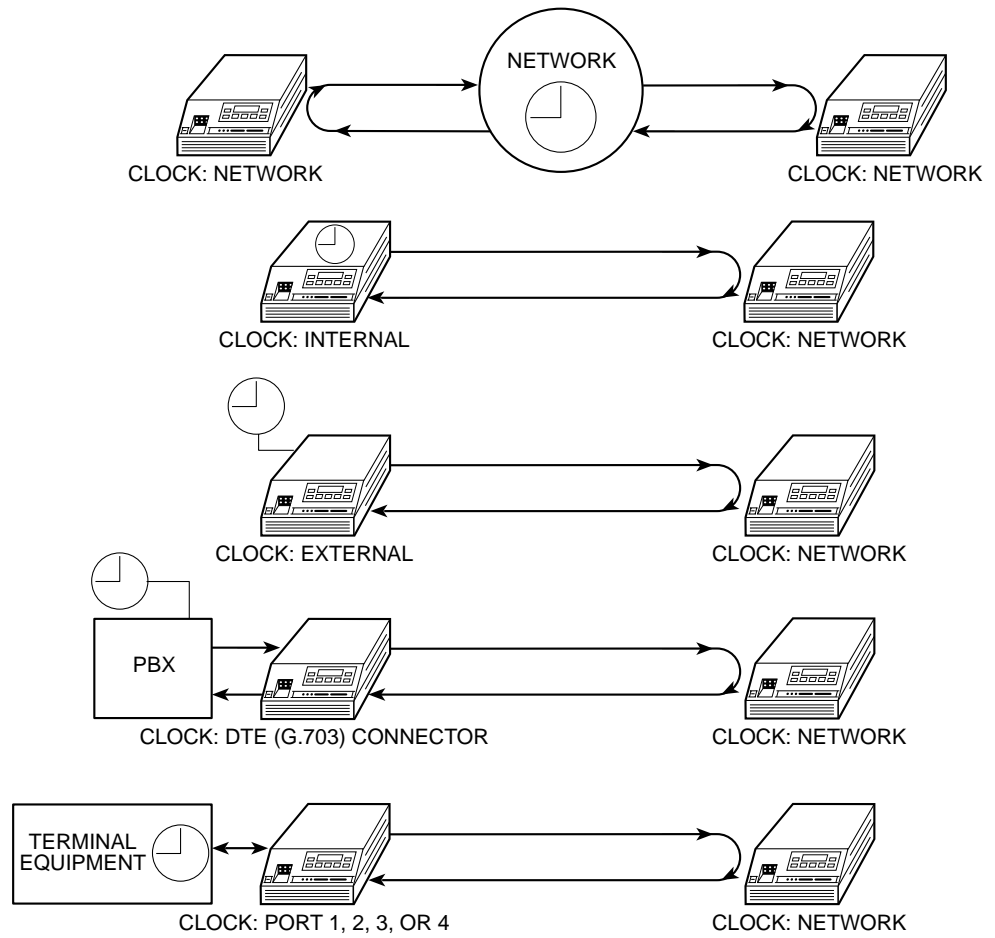 NETWORK
CLOCK: NETWORK
CLOCK: NETWORK
CLOCK: INTERNAL
CLOCK: NETWORK
CLOCK: EXTERNAL
CLOCK: NETWORK
PBX
CLOCK: DTE (G.703) CONNECTOR
CLOCK: NETWORK
TERMINAL
EQUIPMENT
CLOCK: PORT 1, 2, 3, OR 4
CLOCK: NETWORK